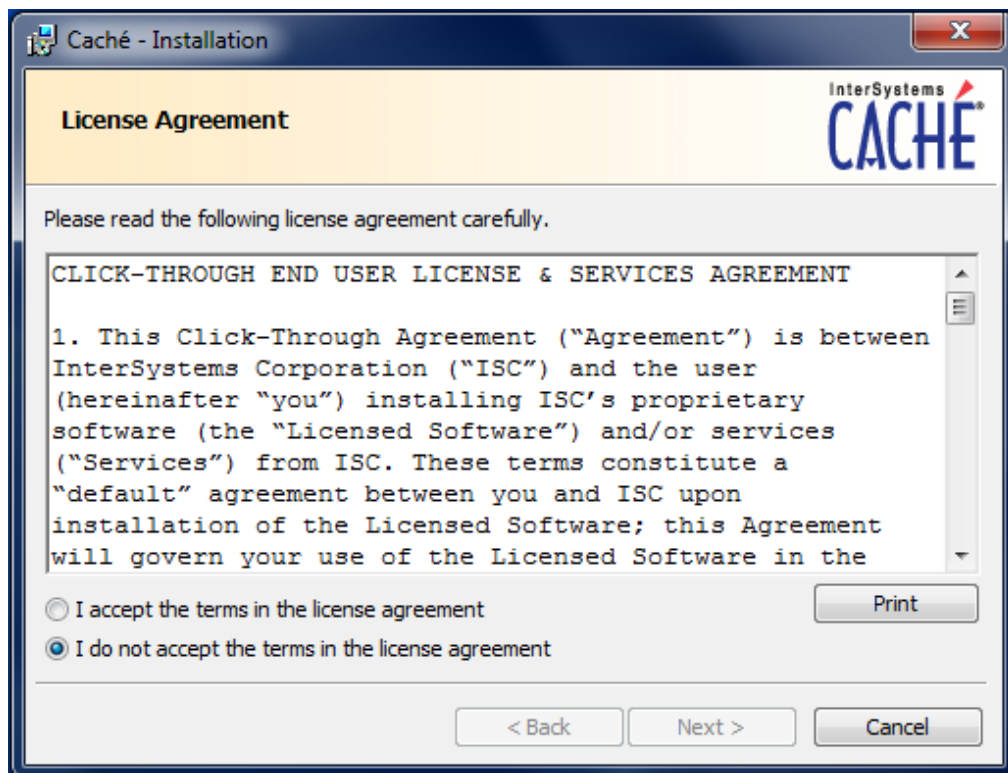 Caché - Installation
License Agreement
InterSystems
CACHÉ®
Please read the following license agreement carefully.
CLICK-THROUGH END USER LICENSE & SERVICES AGREEMENT
1. This Click-Through Agreement (“Agreement”) is between
InterSystems Corporation (“ISC”) and the user
(hereinafter “you”) installing ISC’s proprietary
software (the “Licensed Software”) and/or services
(“Services”) from ISC. These terms constitute a
“default” agreement between you and ISC upon
installation of the Licensed Software; this Agreement
will govern your use of the Licensed Software in the
I accept the terms in the license agreement
Print
I do not accept the terms in the license agreement
< Back
Next >
Cancel